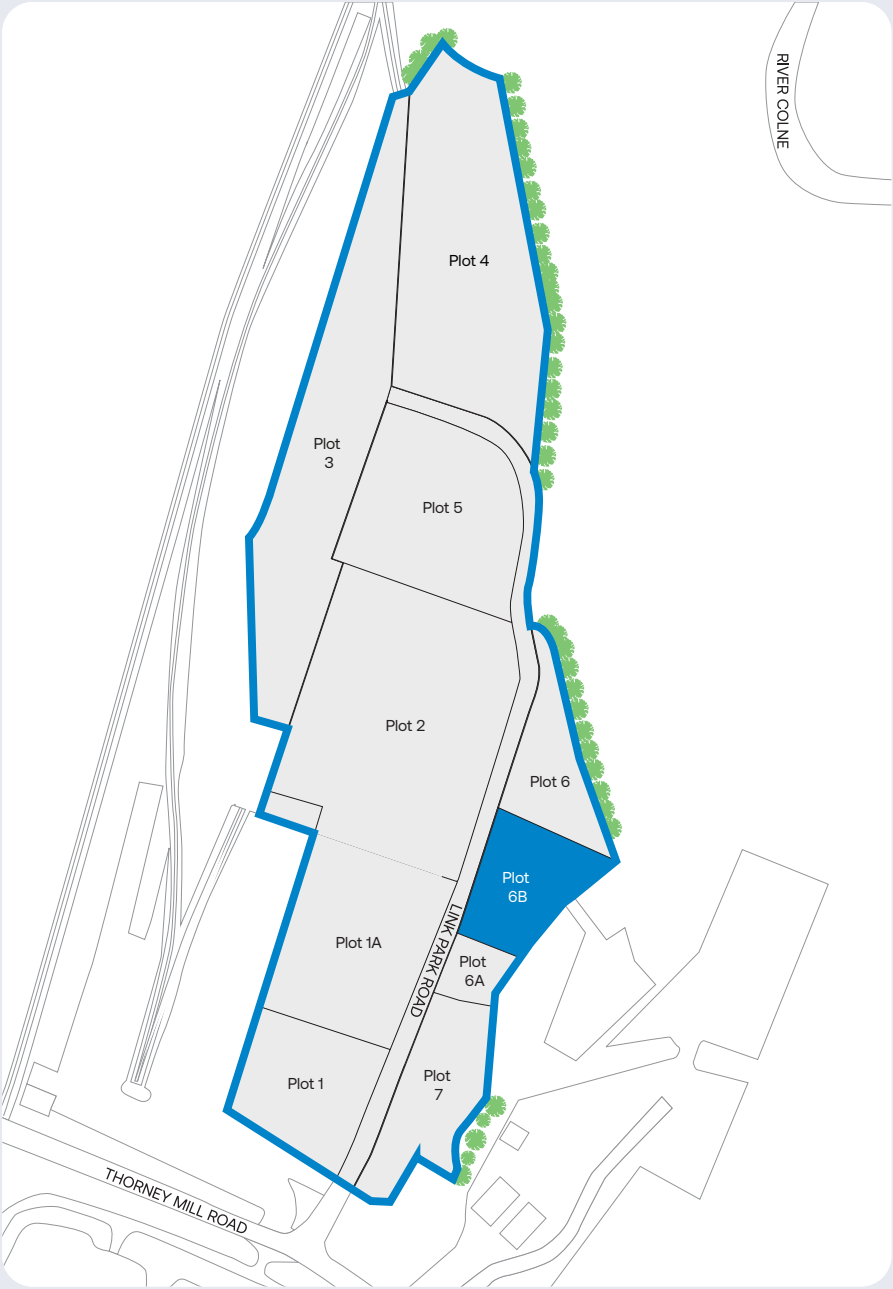 RIVER COLNE
Plot 4
Plot
3
Plot 5
Plot 2
Plot 6
Plot
6B
LINK PARK ROAD
Plot 1A
Plot
6A
Plot 1
Plot
7
THORNEY MILL ROAD